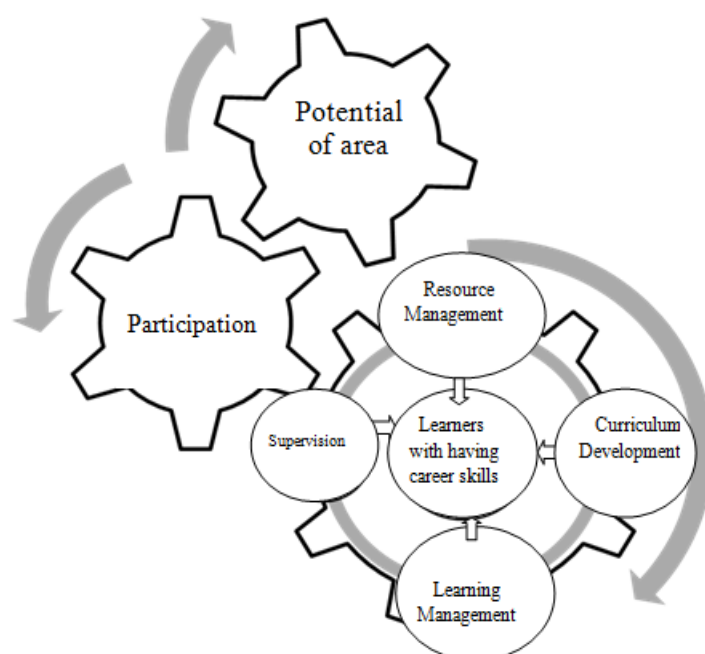 Potential
of area
Participation
Resource
Management
Supervision
Learners
with having
career skills
Curriculum
Development
Learning
Management